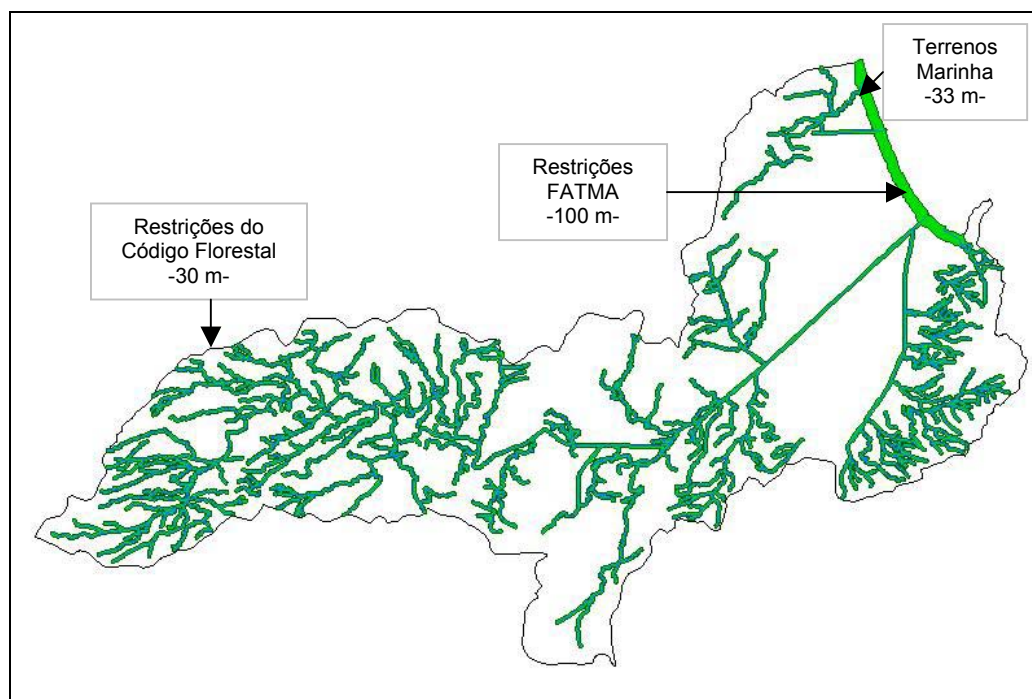 Terrenos
Marinha
-33 m-
Restrições
FATMA
-100 m-
Restrições do
Código Florestal
-30 m-